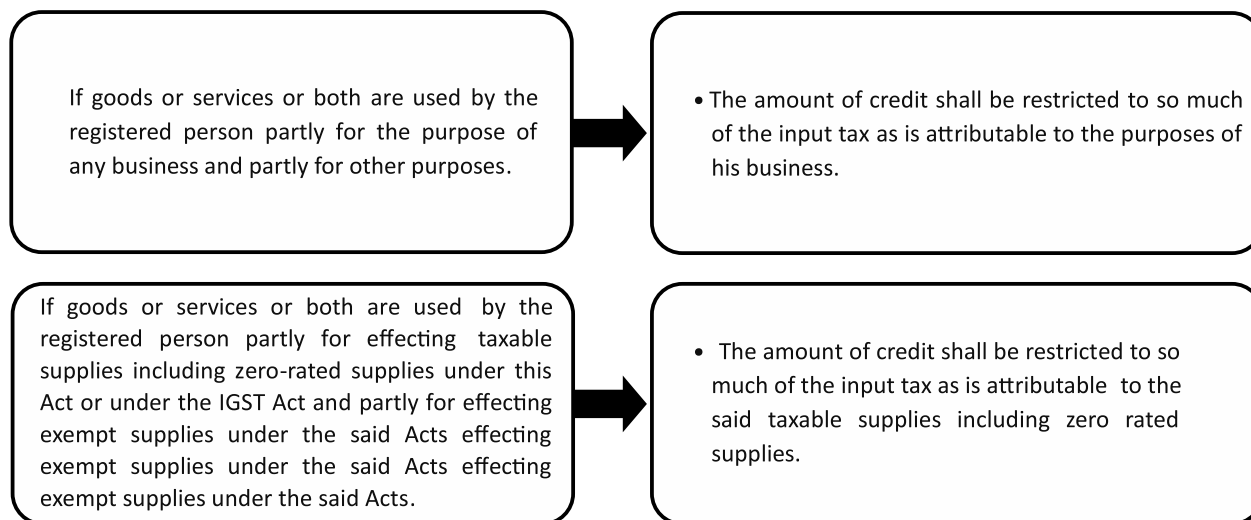 If goods or services or both are used by the
registered person partly for the purpose of
any business and partly for other purposes.
• The amount of credit shall be restricted to so much
of the input tax as is attributable to the purposes of
his business.
If goods or services or both are used by the
registered person partly for effecting taxable
supplies including zero-rated supplies under this
Act or under the IGST Act and partly for effecting
exempt supplies under the said Acts effecting
exempt supplies under the said Acts effecting
exempt supplies under the said Acts.
• The amount of credit shall be restricted to so
much of the input tax as is attributable to the
said taxable supplies including zero rated
supplies.